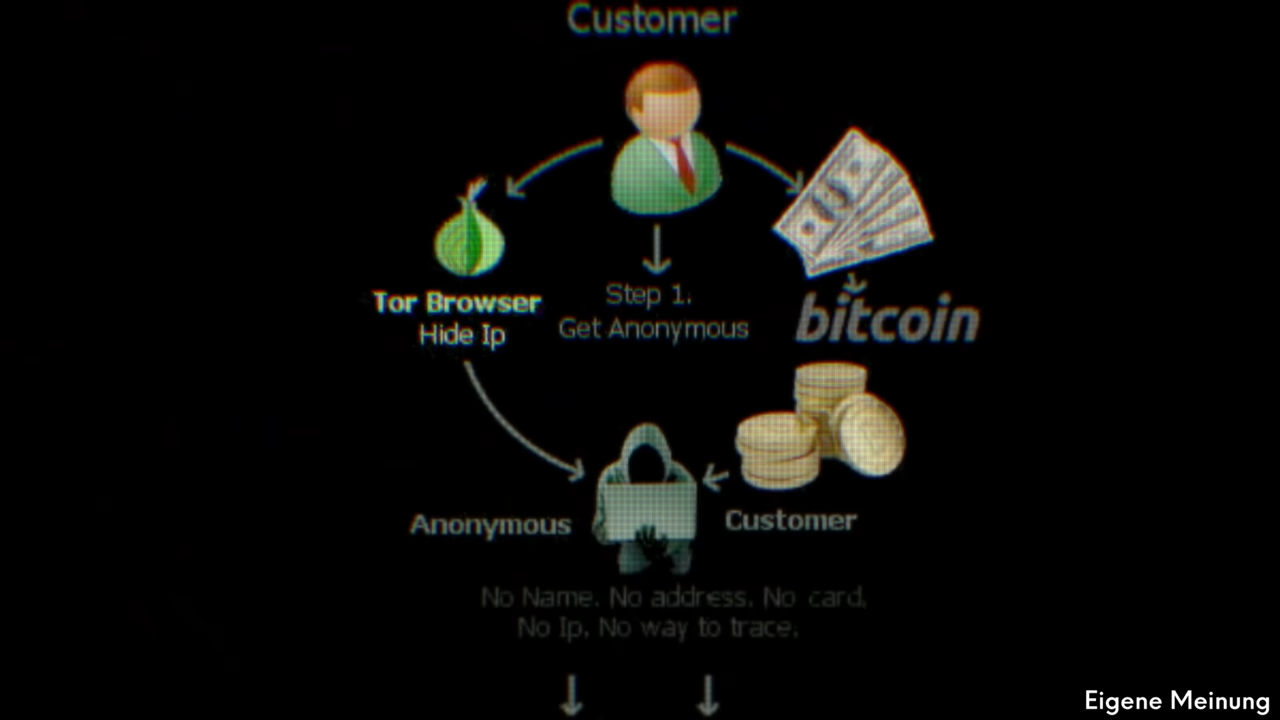 Customer
Tor Browser
Hide Ip
Step 1.
Get Anonymous
bitcoin
Anonymous
Customer
No Name. No address. No card.
No Ip. No way to trace.
Eigene Meinung